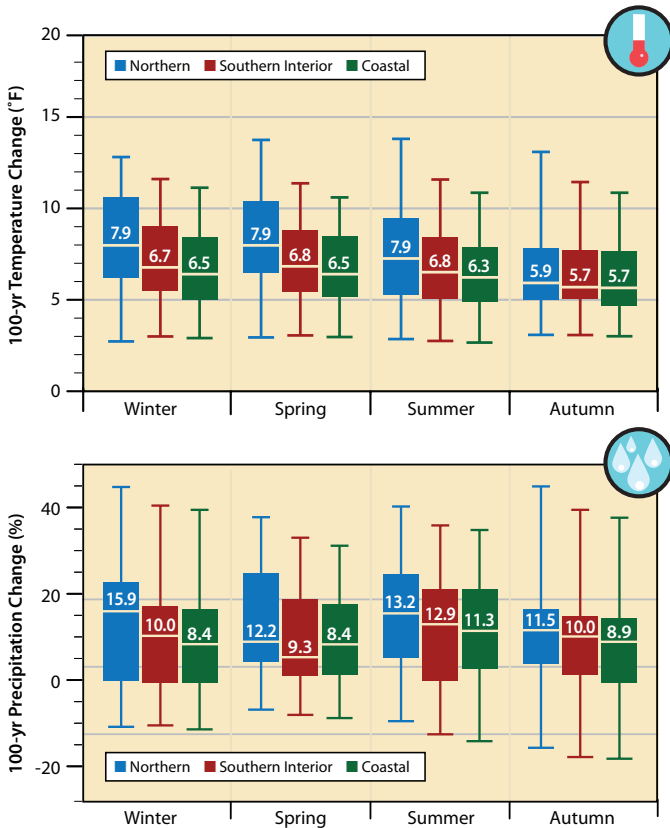 100-yr Temperature Change (˚F)
20
15
10
5
0
Northern Southern Interior Coastal
7.9 6.7 6.5 7.9 6.8 6.5 7.9 6.8 6.3 5.9 5.7 5.7
Winter Spring Summer Autumn
100-yr Precipitation Change (%)
40
20
0
-20
15.9 10.0 8.4 12.2 9.3 8.4 13.2 12.9 11.3 11.5 10.0 8.9
Northern Southern Interior Coastal
Winter Spring Summer Autumn